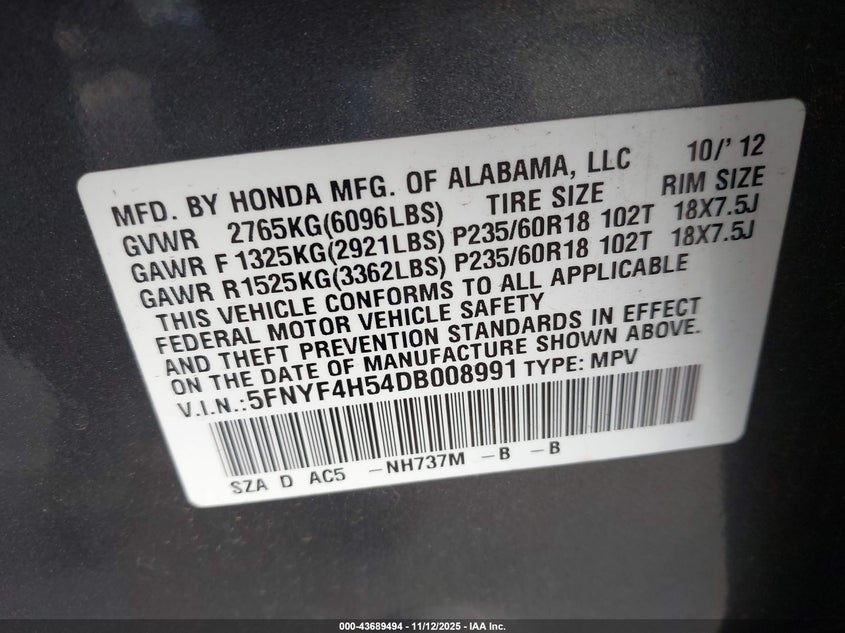 MFD. BY HONDA MFG. OF ALABAMA, LLC 10/' 12
GVWR 2765KG(6096LBS) TIRE SIZE RIM SIZE
GAWR F 1325KG(2921LBS) P235/60R18 102T 18X7.5J
GAWR R1525KG(3362LBS) P235/60R18 102T 18X7.5J
THIS VEHICLE CONFORMS TO ALL APPLICABLE
FEDERAL MOTOR VEHICLE SAFETY
AND THEFT PREVENTION STANDARDS IN EFFECT
ON THE DATE OF MANUFACTURE SHOWN ABOVE.
V.I.N.:5FNYF4H54DB008991 TYPE: MPV
SZA D AC5 -NH737M -B -B
000-43689494 - 11/12/2025 - IAA Inc.